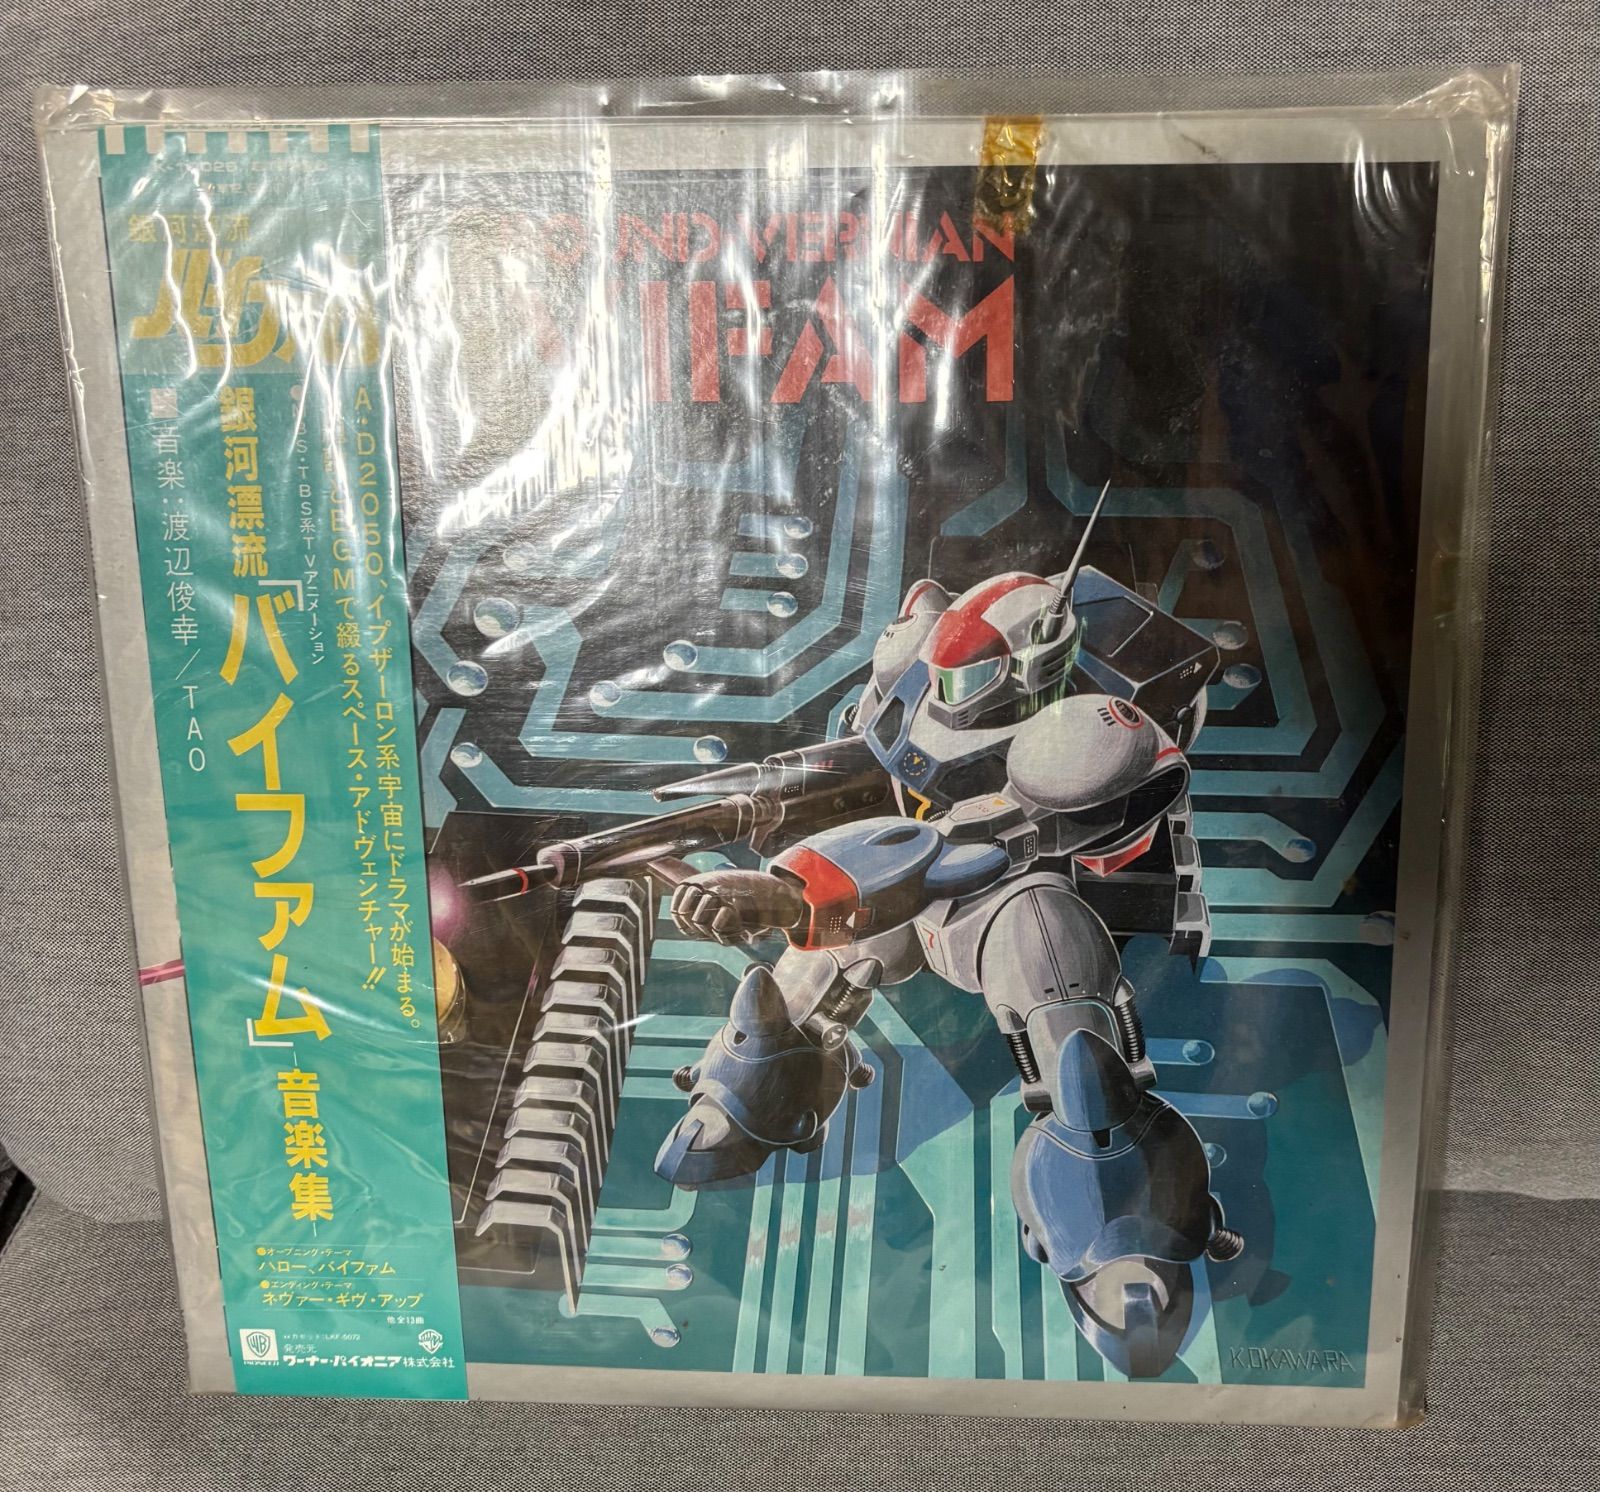 銀河漂流
バイファム
A・D2050、イプザーロン系宇宙にドラマが始まる。
BGMで綴るスペース・アドヴェンチャー!!
TBS系TVアニメーション
銀河漂流『バイファム』
－音楽集－
■音楽：渡辺俊幸／TAO
●オープニング・テーマ
ハロー、バイファム
●エンディング・テーマ
ネヴァー・ギヴ・アップ
他全13曲
発売元
ワーナー・パイオニア株式会社
WB
PIONEER
ROUND VERNIAN
VIFAM
7
K.OKAWARA